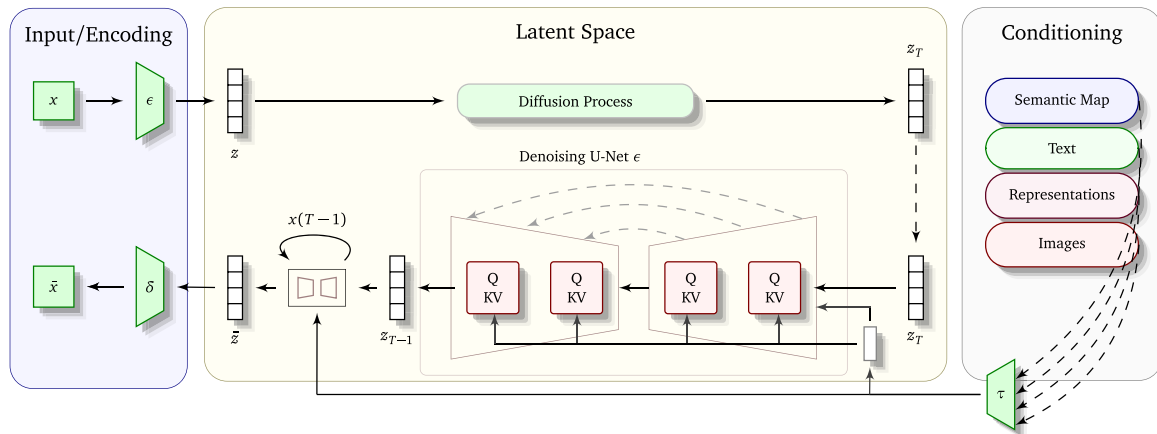 Input/Encoding
Latent Space
Conditioning
x
ϵ
z
Diffusion Process
z_T
Semantic Map
Text
Representations
Images
Denoising U-Net ϵ
x(T−1)
x̄
δ
z̄
z_{T−1}
Q
KV
Q
KV
Q
KV
Q
KV
z_T
τ